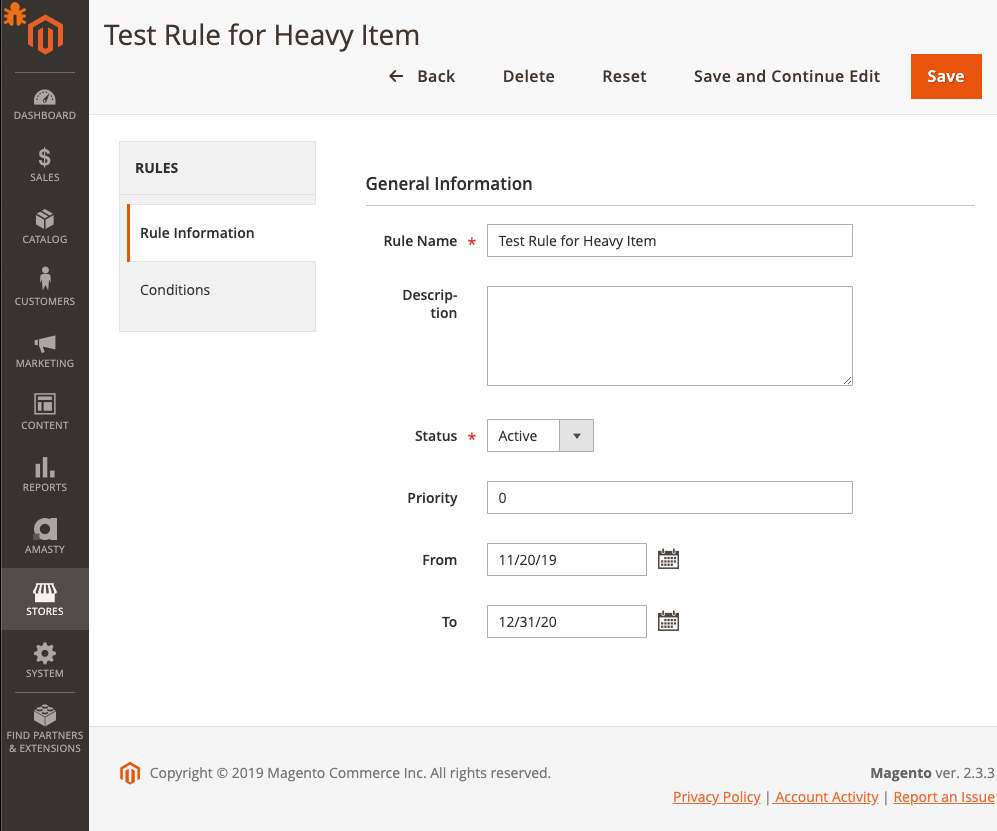 Test Rule for Heavy Item
← Back Delete Reset Save and Continue Edit Save
DASHBOARD
SALES
CATALOG
CUSTOMERS
MARKETING
CONTENT
REPORTS
AMASTY
STORES
SYSTEM
FIND PARTNERS
& EXTENSIONS
RULES
Rule Information
Conditions
General Information
Rule Name * Test Rule for Heavy Item
Descrip-
tion
Status * Active
Priority 0
From 11/20/19
To 12/31/20
Copyright © 2019 Magento Commerce Inc. All rights reserved.
Magento ver. 2.3.3
Privacy Policy | Account Activity | Report an Issue